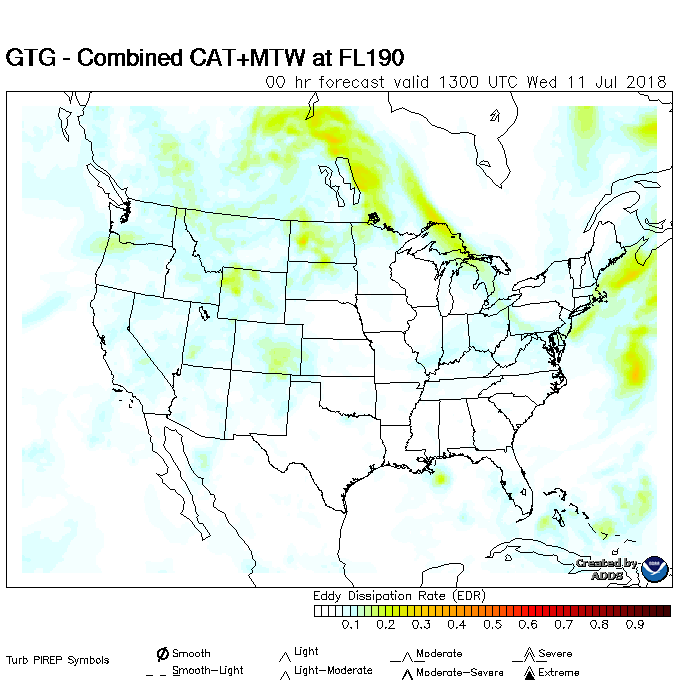 GTG - Combined CAT+MTW at FL190
00 hr forecast valid 1300 UTC Wed 11 Jul 2018
Created by
ADDS
Eddy Dissipation Rate (EDR)
0.1 0.2 0.3 0.4 0.5 0.6 0.7 0.8 0.9
Turb PIREP Symbols
Smooth Light Moderate Severe
Smooth-Light Light-Moderate Moderate-Severe Extreme